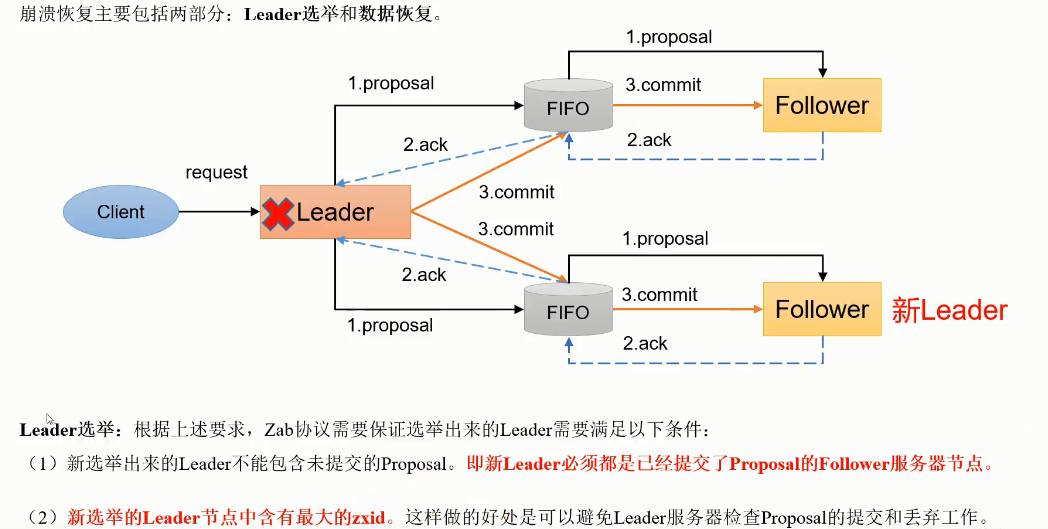 崩溃恢复主要包括两部分：Leader选举和数据恢复。
1.proposal
1.proposal
FIFO
3.commit
Follower
2.ack
2.ack
request
3.commit
Client
Leader
3.commit
1.proposal
2.ack
3.commit
FIFO
Follower
新Leader
1.proposal
2.ack
Leader选举：根据上述要求，Zab协议需要保证选举出来的Leader需要满足以下条件：
（1）新选举出来的Leader不能包含未提交的Proposal。即新Leader必须都是已经提交了Proposal的Follower服务器节点。
（2）新选举的Leader节点中含有最大的zxid。这样做的好处是可以避免Leader服务器检查Proposal的提交和丢弃工作。